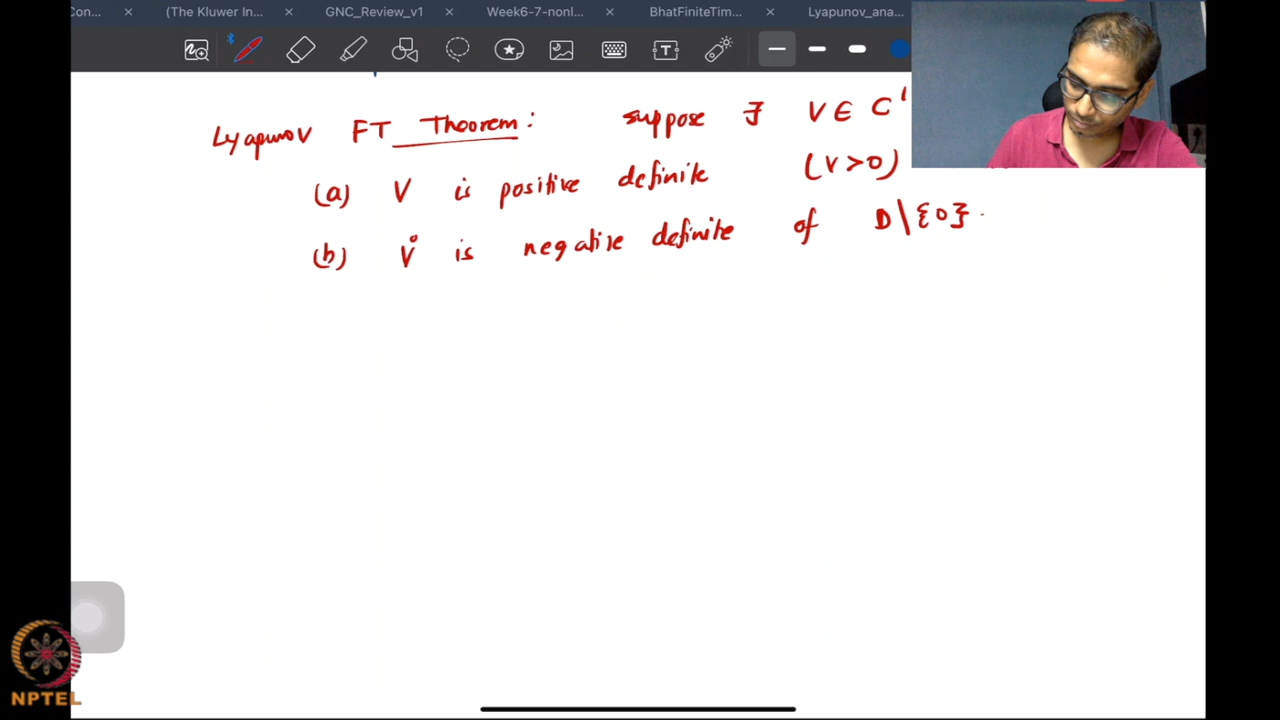 Con... × (The Kluwer In... × GNC_Review_v1 × Week6-7-nonl... × BhatFiniteTim... × Lyapunov_ana...
T
Lyapunov FT Theorem: suppose ∃ V ∈ C¹
(a) V is positive definite (V>0)
(b) V̇ is negative definite of D\{0}.
NPTEL